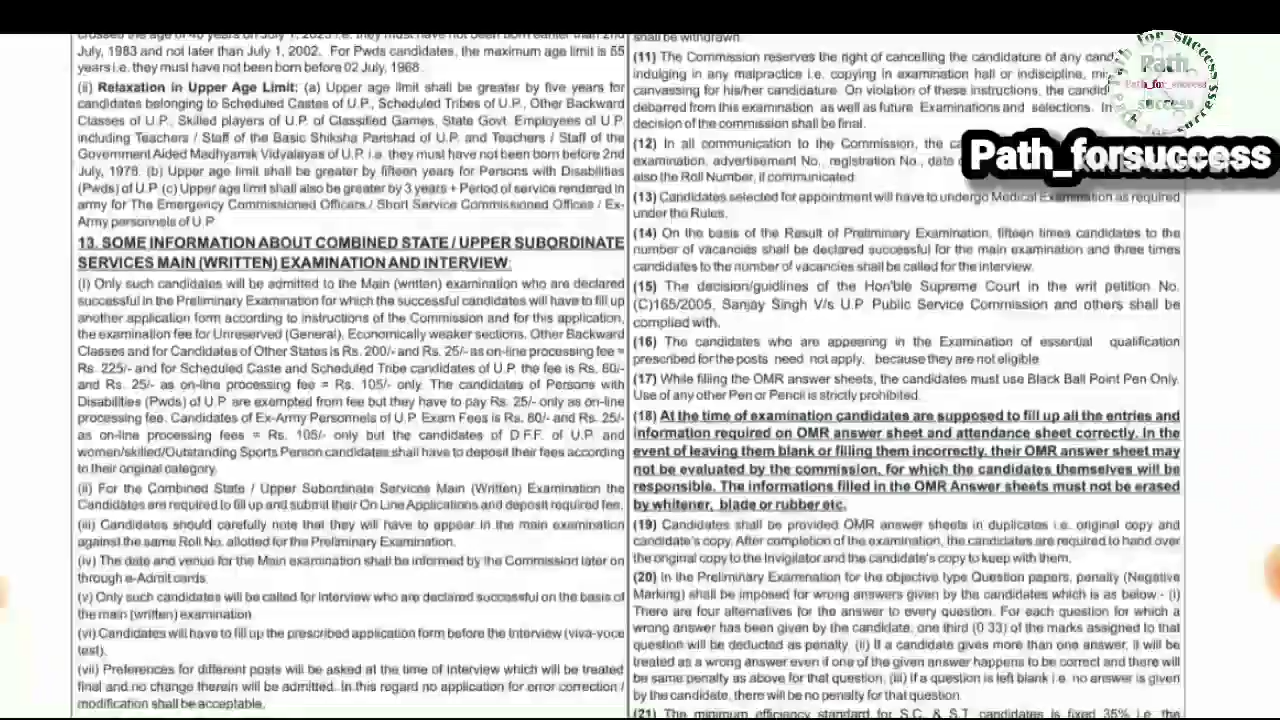 crossed the age of 40 years on July 1, 2023 i.e. they must have not been born earlier than 2nd
July, 1983 and not later than July 1, 2002. For Pwds candidates, the maximum age limit is 55
years i.e. they must have not been born before 02 July, 1968.
(ii) Relaxation in Upper Age Limit: (a) Upper age limit shall be greater by five years for
candidates belonging to Scheduled Castes of U.P., Scheduled Tribes of U.P., Other Backward
Classes of U.P., Skilled players of U.P. of Classified Games, State Govt. Employees of U.P.
including Teachers / Staff of the Basic Shiksha Parishad of U.P. and Teachers / Staff of the
Government Aided Madhyamik Vidyalayas of U.P. i.e. they must have not been born before 2nd
July, 1978. (b) Upper age limit shall be greater by fifteen years for Persons with Disabilities
(Pwds) of U.P. (c) Upper age limit shall also be greater by 3 years + Period of service rendered in
army for The Emergency Commissioned Officers / Short Service Commissioned Offices / Ex-
Army personnels of U.P.
13. SOME INFORMATION ABOUT COMBINED STATE / UPPER SUBORDINATE
SERVICES MAIN (WRITTEN) EXAMINATION AND INTERVIEW:
(i) Only such candidates will be admitted to the Main (written) examination who are declared
successful in the Preliminary Examination for which the successful candidates will have to fill up
another application form according to instructions of the Commission and for this application,
the examination fee for Unreserved (General), Economically weaker sections, Other Backward
Classes and for Candidates of Other States is Rs. 200/- and Rs. 25/- as on-line processing fee =
Rs. 225/- and for Scheduled Caste and Scheduled Tribe candidates of U.P. the fee is Rs. 80/-
and Rs. 25/- as on-line processing fee = Rs. 105/- only. The candidates of Persons with
Disabilities (Pwds) of U.P. are exempted from fee but they have to pay Rs. 25/- only as on-line
processing fee. Candidates of Ex-Army Personnels of U.P. Exam Fees is Rs. 80/- and Rs. 25/-
as on-line processing fees = Rs. 105/- only but the candidates of D.F.F. of U.P. and
women/skilled/Outstanding Sports Person candidates shall have to deposit their fees according
to their original category.
(ii) For the Combined State / Upper Subordinate Services Main (Written) Examination the
Candidates are required to fill up and submit their On Line Applications and deposit required fee.
(iii) Candidates should carefully note that they will have to appear in the main examination
against the same Roll No. allotted for the Preliminary Examination.
(iv) The date and venue for the Main examination shall be informed by the Commission later on
through e-Admit cards.
(v) Only such candidates will be called for Interview who are declared successful on the basis of
the main (written) examination
(vi) Candidates will have to fill up the prescribed application form before the Interview (viva-voce
test).
(vii) Preferences for different posts will be asked at the time of Interview which will be treated
final and no change therein will be admitted. In this regard no application for error correction /
modification shall be acceptable.
shall be withdrawn.
(11) The Commission reserves the right of cancelling the candidature of any cand
indulging in any malpractice i.e. copying in examination hall or indiscipline, mi
canvassing for his/her candidature. On violation of these instructions, the candid
debarred from this examination as well as future Examinations and selections. In
decision of the commission shall be final.
(12) In all communication to the Commission, the ca
examination, advertisement No., registration No., date o
also the Roll Number, if communicated.
(13) Candidates selected for appointment will have to undergo Medical Examination as required
under the Rules.
(14) On the basis of the Result of Preliminary Examination, fifteen times candidates to the
number of vacancies shall be declared successful for the main examination and three times
candidates to the number of vacancies shall be called for the interview.
(15) The decision/guidlines of the Hon'ble Supreme Court in the writ petition No.
(C)165/2005, Sanjay Singh V/s U.P. Public Service Commission and others shall be
complied with.
(16) The candidates who are appearing in the Examination of essential qualification
prescribed for the posts need not apply, because they are not eligible.
(17) While filling the OMR answer sheets, the candidates must use Black Ball Point Pen Only.
Use of any other Pen or Pencil is strictly prohibited.
(18) At the time of examination candidates are supposed to fill up all the entries and
information required on OMR answer sheet and attendance sheet correctly. In the
event of leaving them blank or filling them incorrectly, their OMR answer sheet may
not be evaluated by the commission, for which the candidates themselves will be
responsible. The informations filled in the OMR Answer sheets must not be erased
by whitener, blade or rubber etc.
(19) Candidates shall be provided OMR answer sheets in duplicates i.e. original copy and
candidate's copy. After completion of the examination, the candidates are required to hand over
the original copy to the Invigilator and the candidate's copy to keep with them.
(20) In the Preliminary Examination for the objective type Question papers, penalty (Negative
Marking) shall be imposed for wrong answers given by the candidates which is as below - (i)
There are four alternatives for the answer to every question. For each question for which a
wrong answer has been given by the candidate, one third (0.33) of the marks assigned to that
question will be deducted as penalty. (ii) If a candidate gives more than one answer, it will be
treated as a wrong answer even if one of the given answer happens to be correct and there will
be same penalty as above for that question. (iii) If a question is left blank i.e. no answer is given
by the candidate, there will be no penalty for that question.
(21) The minimum efficiency standard for S.C. & S.T. candidates is fixed 35% i.e. the
Path for Success
Path
Path_for_success
success
Path_forsuccess